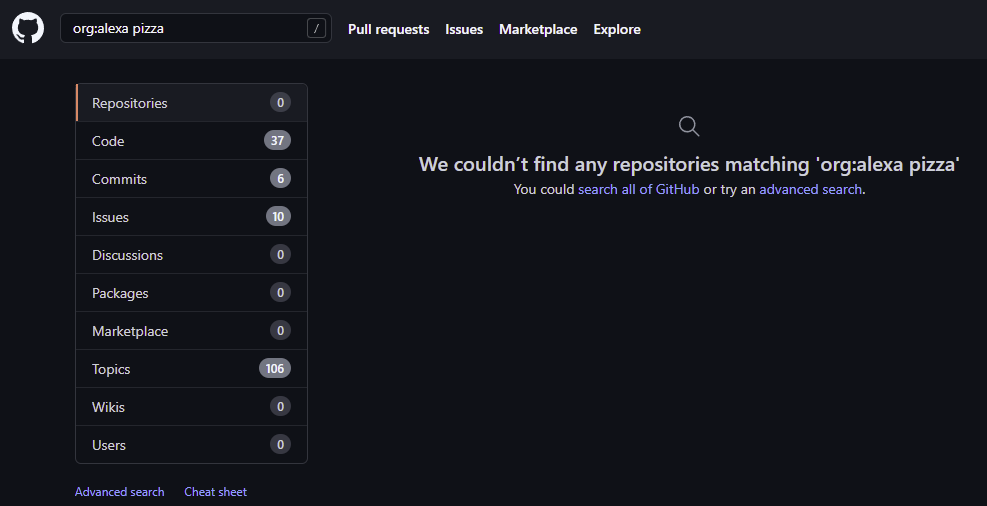 org:alexa pizza /
Pull requests Issues Marketplace Explore
Repositories 0
Code 37
Commits 6
Issues 10
Discussions 0
Packages 0
Marketplace 0
Topics 106
Wikis 0
Users 0
Advanced search Cheat sheet
We couldn’t find any repositories matching 'org:alexa pizza'
You could search all of GitHub or try an advanced search.